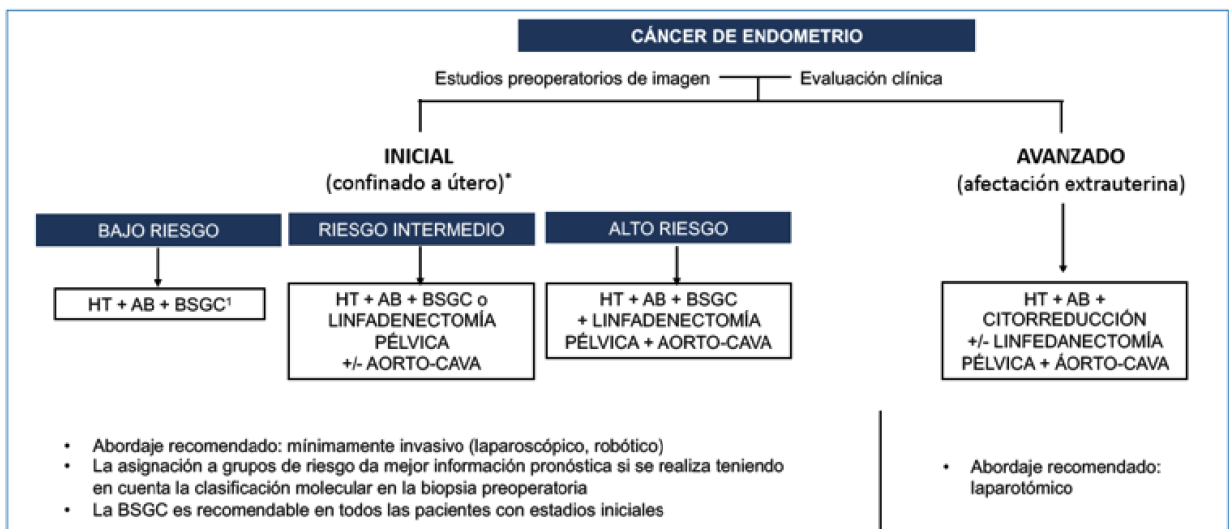 CÁNCER DE ENDOMETRIO
Estudios preoperatorios de imagen
Evaluación clínica
INICIAL
(confinado a útero)*
AVANZADO
(afectación extrauterina)
BAJO RIESGO
RIESGO INTERMEDIO
ALTO RIESGO
HT + AB + BSGC¹
HT + AB + BSGC o
LINFADENECTOMÍA
PÉLVICA
+/- AORTO-CAVA
HT + AB + BSGC
+ LINFADENECTOMÍA
PÉLVICA + AORTO-CAVA
HT + AB +
CITORREDUCCIÓN
+/- LINFEDANECTOMÍA
PÉLVICA + ÁORTO-CAVA
• Abordaje recomendado: mínimamente invasivo (laparoscópico, robótico)
• La asignación a grupos de riesgo da mejor información pronóstica si se realiza teniendo
en cuenta la clasificación molecular en la biopsia preoperatoria
• La BSGC es recomendable en todos las pacientes con estadios iniciales
• Abordaje recomendado:
laparotómico